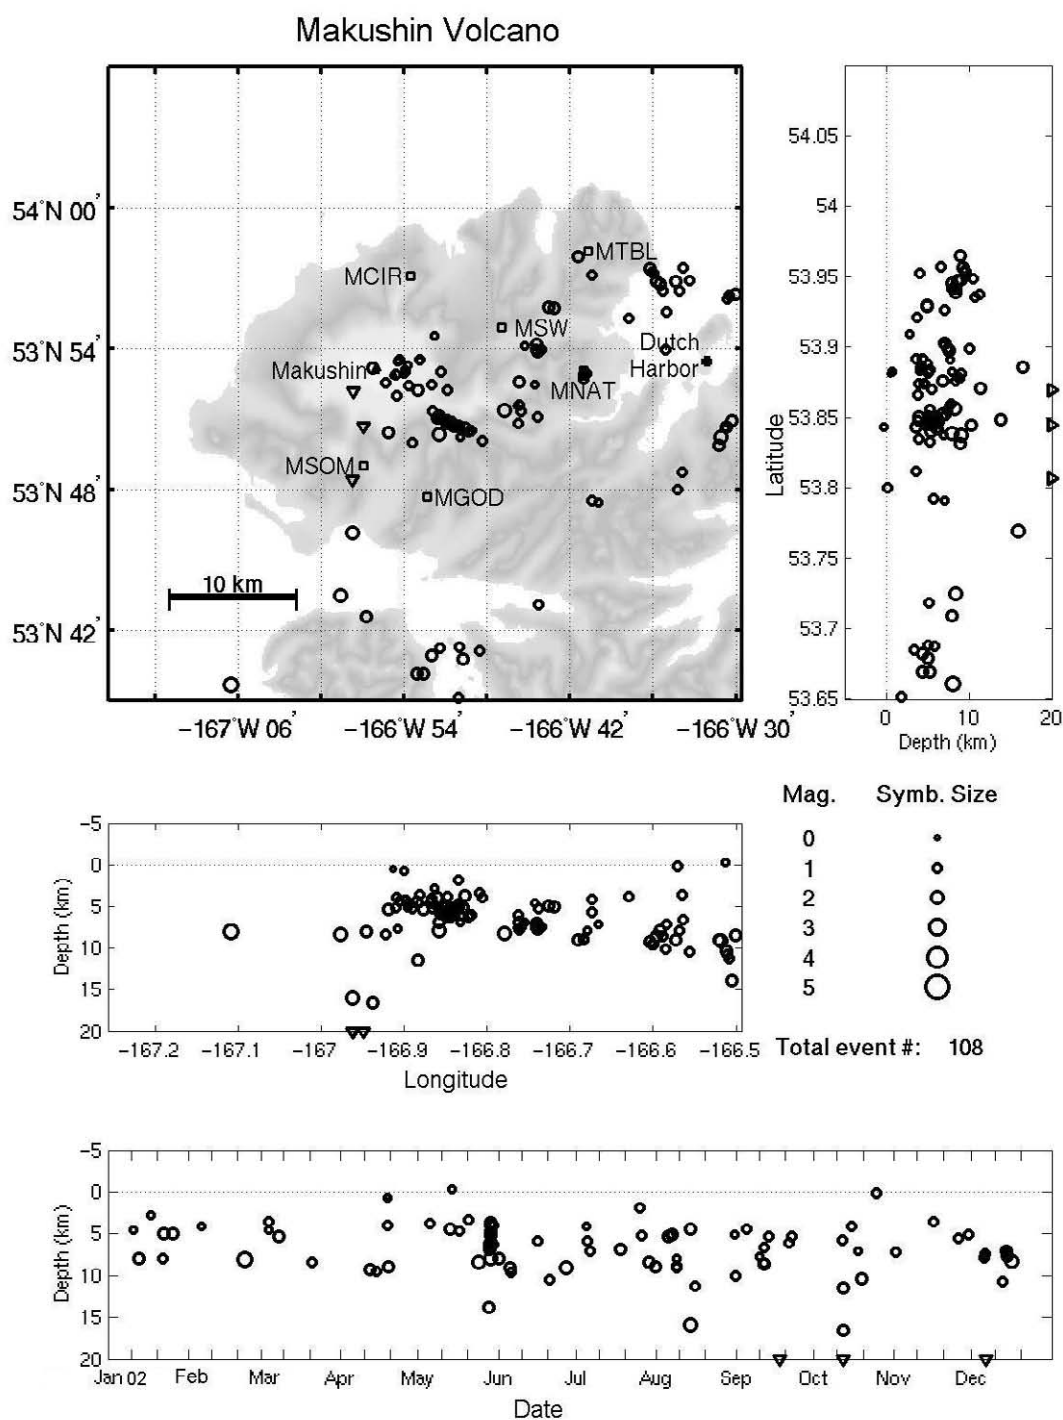 Makushin Volcano
54°N 00'
53°N 54'
53°N 48'
53°N 42'
MTBL
MCIR
MSW
Dutch
Harbor
Makushin
MNAT
MSOM
MGOD
10 km
−167°W 06'
−166°W 54'
−166°W 42'
−166°W 30'
54.05
54
53.95
53.9
53.85
53.8
53.75
53.7
53.65
Latitude
0 10 20
Depth (km)
−5
0
5
10
15
20
Depth (km)
−167.2 −167.1 −167 −166.9 −166.8 −166.7 −166.6 −166.5
Longitude
Mag. Symb. Size
0
1
2
3
4
5
Total event #: 108
−5
0
5
10
15
20
Depth (km)
Jan 02 Feb Mar Apr May Jun Jul Aug Sep Oct Nov Dec
Date